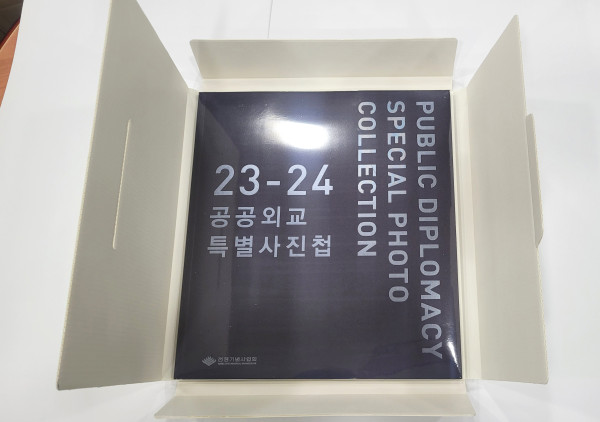 23-24
공공외교
특별사진첩
PUBLIC DIPLOMACY
SPECIAL PHOTO
COLLECTION